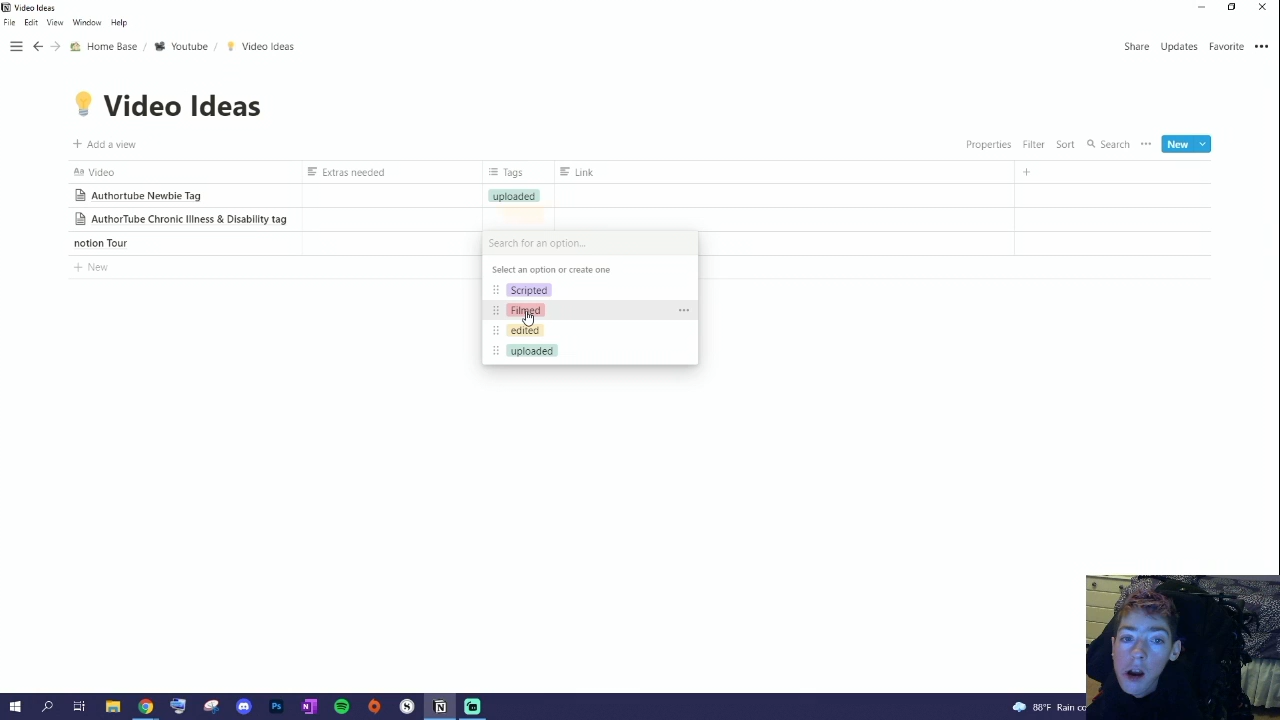 Video Ideas
File Edit View Window Help
Home Base / Youtube / Video Ideas
Share Updates Favorite
Video Ideas
Add a view
Properties Filter Sort Search New
Aa Video Extras needed Tags Link
Authortube Newbie Tag uploaded
AuthorTube Chronic Illness & Disability tag
notion Tour
Search for an option...
New
Select an option or create one
Scripted
Filmed
edited
uploaded
88°F Rain